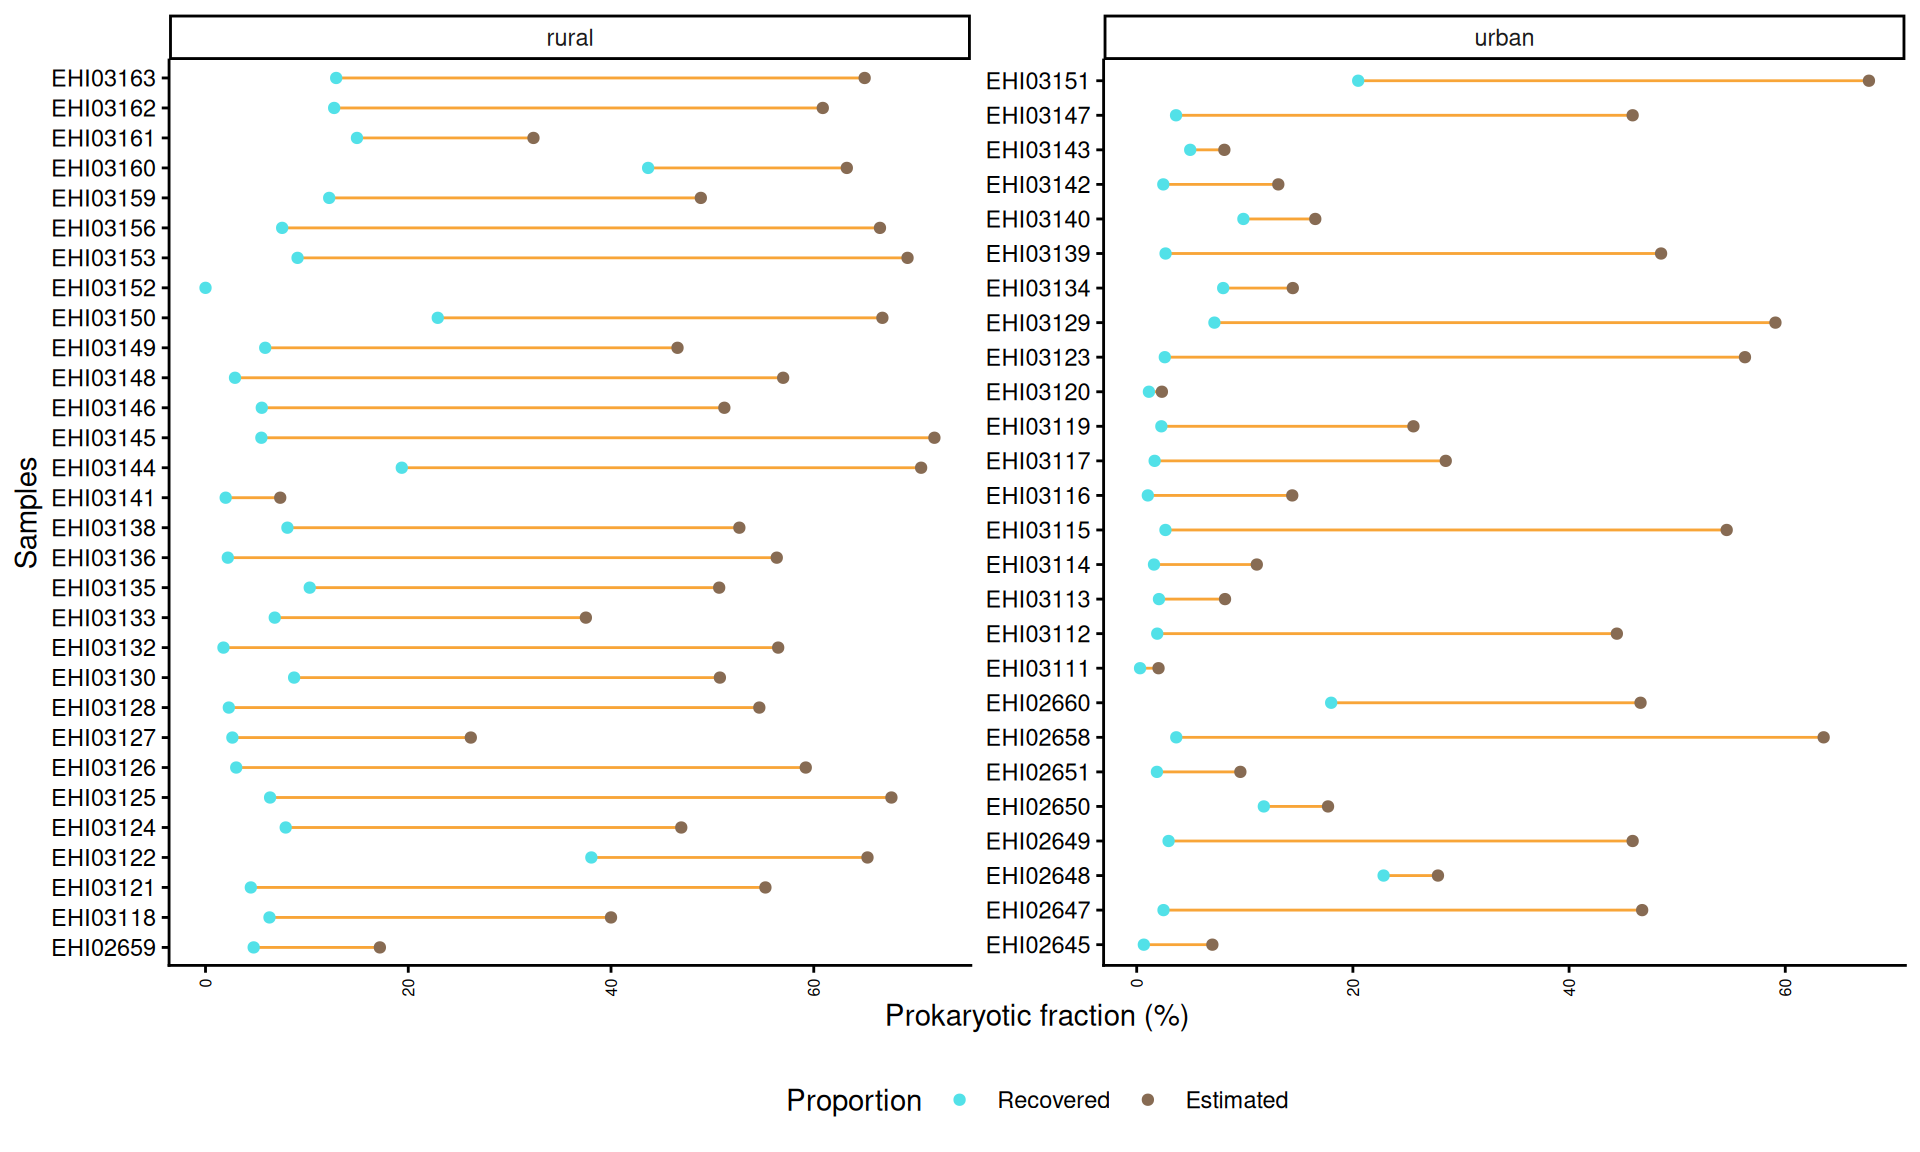 rural
urban
Samples
EHI03163
EHI03162
EHI03161
EHI03160
EHI03159
EHI03156
EHI03153
EHI03152
EHI03150
EHI03149
EHI03148
EHI03146
EHI03145
EHI03144
EHI03141
EHI03138
EHI03136
EHI03135
EHI03133
EHI03132
EHI03130
EHI03128
EHI03127
EHI03126
EHI03125
EHI03124
EHI03122
EHI03121
EHI03118
EHI02659
0
20
40
60
EHI03151
EHI03147
EHI03143
EHI03142
EHI03140
EHI03139
EHI03134
EHI03129
EHI03123
EHI03120
EHI03119
EHI03117
EHI03116
EHI03115
EHI03114
EHI03113
EHI03112
EHI03111
EHI02660
EHI02658
EHI02651
EHI02650
EHI02649
EHI02648
EHI02647
EHI02645
0
20
40
60
Prokaryotic fraction (%)
Proportion Recovered Estimated